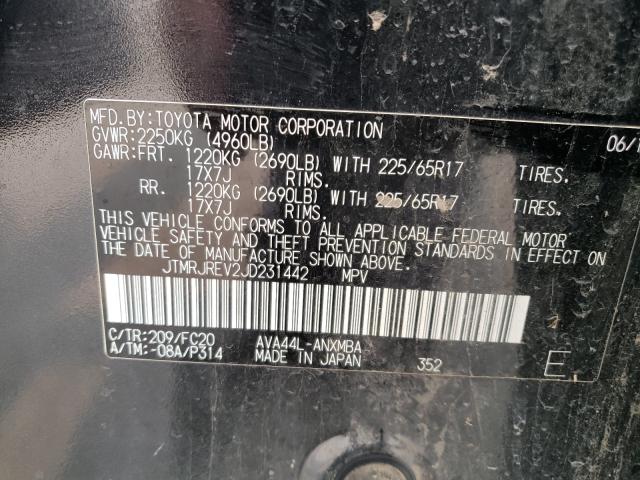 MFD.BY:TOYOTA MOTOR CORPORATION 06/1
GVWR:2250KG (4960LB)
GAWR:FRT. 1220KG (2690LB) WITH 225/65R17 TIRES.
17X7J RIMS.
RR. 1220KG (2690LB) WITH 225/65R17 TIRES.
17X7J RIMS.
THIS VEHICLE CONFORMS TO ALL APPLICABLE FEDERAL MOTOR
VEHICLE SAFETY AND THEFT PREVENTION STANDARDS IN EFFECT ON
THE DATE OF MANUFACTURE SHOWN ABOVE.
JTMRJREV2JD231442 MPV
C/TR:209/FC20 AVA44L-ANXMBA
A/TM:-08A/P314 MADE IN JAPAN 352 E